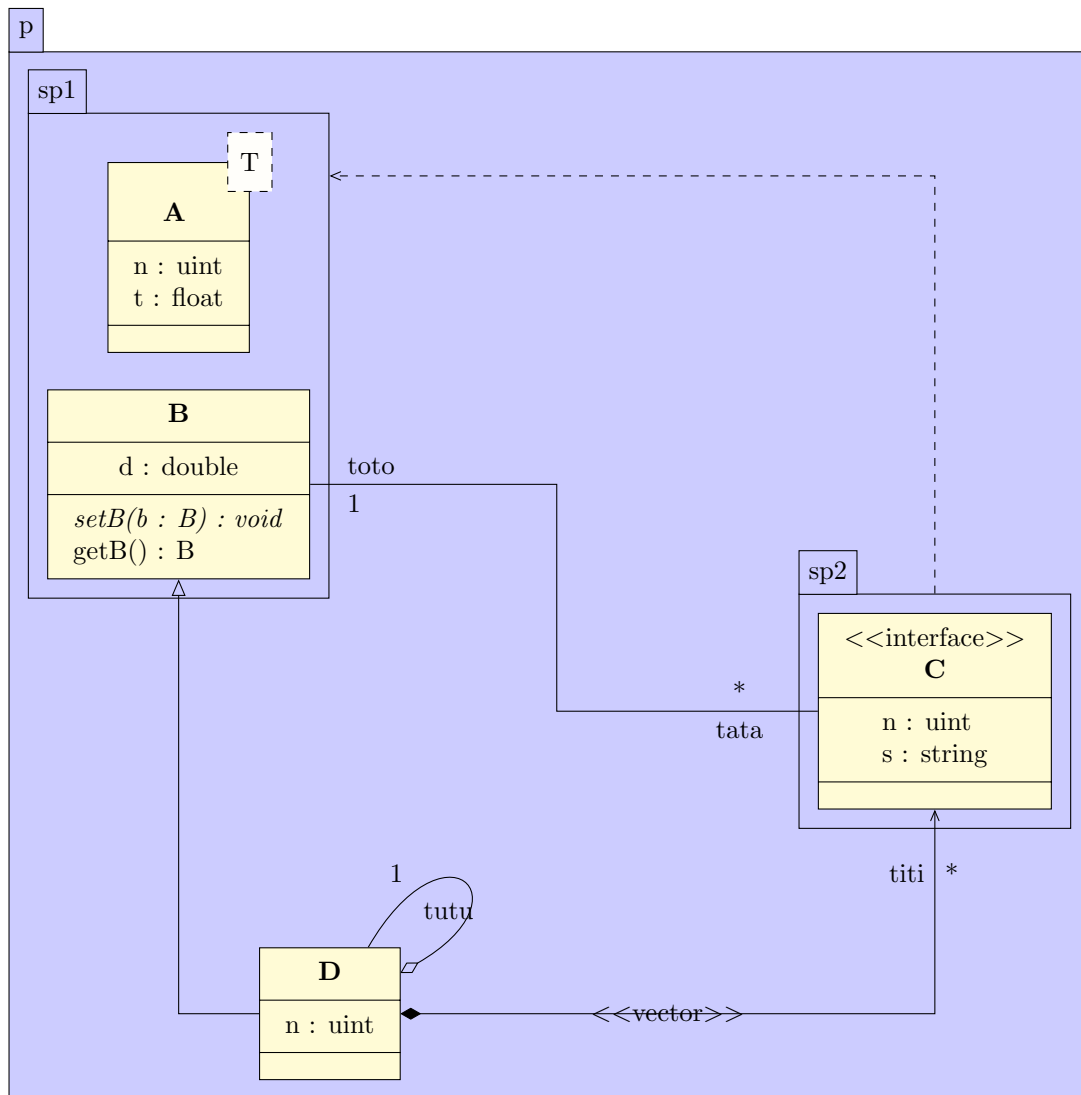 p
sp1
T
A
n : uint
t : float
B
d : double
setB(b : B) : void
getB() : B
toto
1
sp2
<<interface>>
C
n : uint
s : string
*
tata
titi
*
1
tutu
D
n : uint
<<vector>>